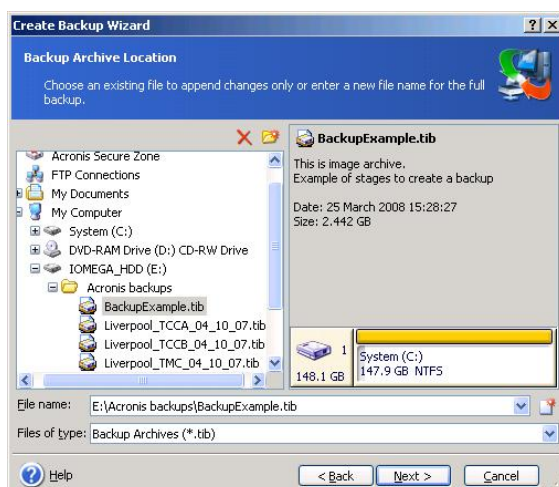 Create Backup Wizard
Backup Archive Location
Choose an existing file to append changes only or enter a new file name for the full
backup.
Acronis Secure Zone
FTP Connections
My Documents
My Computer
System (C:)
DVD-RAM Drive (D:) CD-RW Drive
IOMEGA_HDD (E:)
Acronis backups
BackupExample.tib
Liverpool_TCCA_04_10_07.tib
Liverpool_TCCB_04_10_07.tib
Liverpool_TMC_04_10_07.tib
BackupExample.tib
This is image archive.
Example of stages to create a backup
Date: 25 March 2008 15:28:27
Size: 2.442 GB
1
148.1 GB
System (C:)
147.9 GB NTFS
File name:
E:\Acronis backups\BackupExample.tib
Files of type:
Backup Archives (*.tib)
Help
< Back
Next >
Cancel